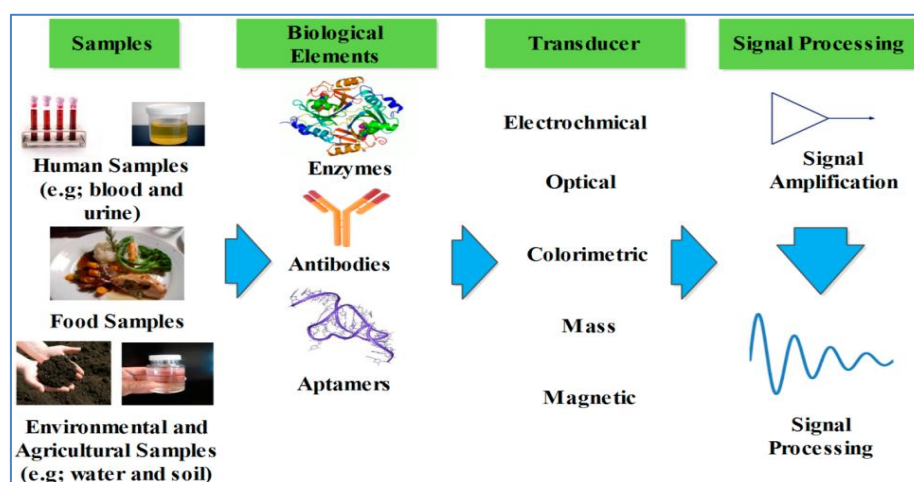 Samples
Human Samples
(e.g; blood and
urine)
Food Samples
Environmental and
Agricultural Samples
(e.g; water and soil)
Biological
Elements
Enzymes
Antibodies
Aptamers
Transducer
Electrochmical
Optical
Colorimetric
Mass
Magnetic
Signal Processing
Signal
Amplification
Signal
Processing